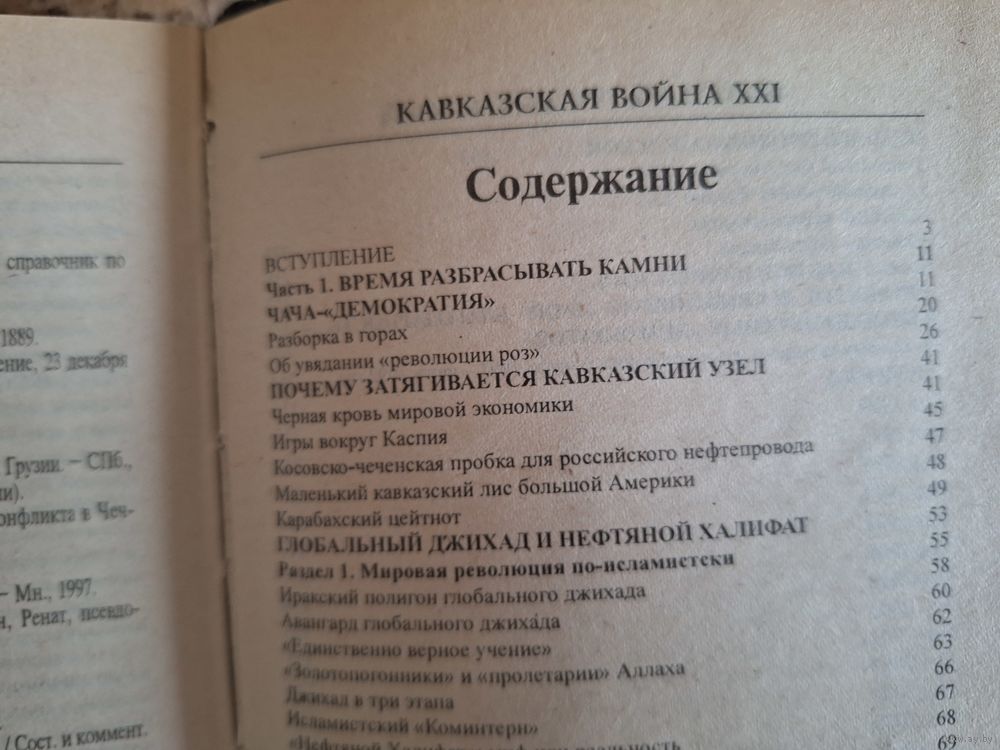 справочник по
1889.
ение, 23 декабря
Грузии. – СПб.,
ии).
онфликта в Чеч-
– Мн., 1997.
н, Ренат, псевдо-
/ Сост. и коммент.
КАВКАЗСКАЯ ВОЙНА XXI
Содержание
ВСТУПЛЕНИЕ 3
Часть 1. ВРЕМЯ РАЗБРАСЫВАТЬ КАМНИ 11
ЧАЧА-«ДЕМОКРАТИЯ» 11
Разборка в горах 20
Об увядании «революции роз» 26
ПОЧЕМУ ЗАТЯГИВАЕТСЯ КАВКАЗСКИЙ УЗЕЛ 41
Черная кровь мировой экономики 41
Игры вокруг Каспия 45
Косовско-чеченская пробка для российского нефтепровода 47
Маленький кавказский лис большой Америки 48
Карабахский цейтнот 49
ГЛОБАЛЬНЫЙ ДЖИХАД И НЕФТЯНОЙ ХАЛИФАТ 53
Раздел 1. Мировая революция по-исламистски 55
Иракский полигон глобального джихада 58
Авангард глобального джихада 60
«Единственно верное учение» 62
«Золотопогонники» и «пролетарии» Аллаха 63
Джихад в три этапа 66
Исламистский «Коминтерн» 67
«Нефтяной 68
69